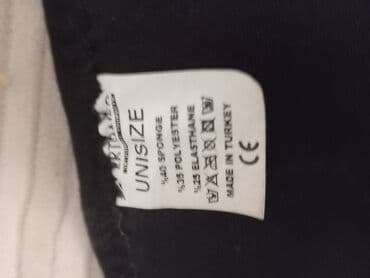 UNISIZE
%40 SPONGE
%35 POLYESTER
%25 ELASTHANE
MADE IN TURKEY
CE